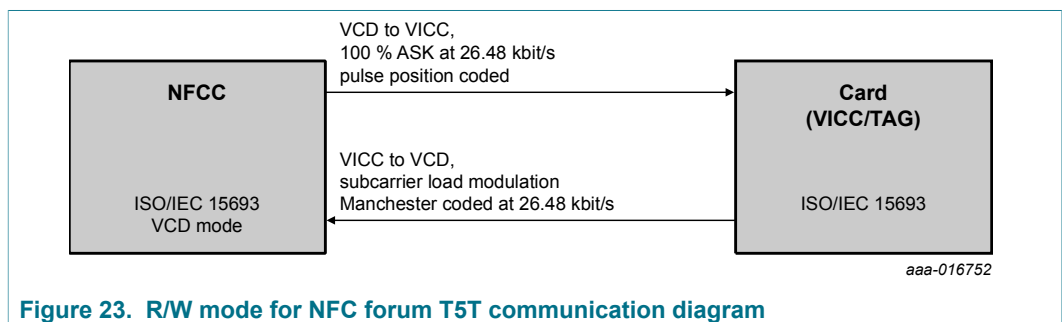 VCD to VICC,
100 % ASK at 26.48 kbit/s
pulse position coded
NFCC
Card
(VICC/TAG)
VICC to VCD,
subcarrier load modulation
Manchester coded at 26.48 kbit/s
ISO/IEC 15693
VCD mode
ISO/IEC 15693
aaa-016752
Figure 23. R/W mode for NFC forum T5T communication diagram